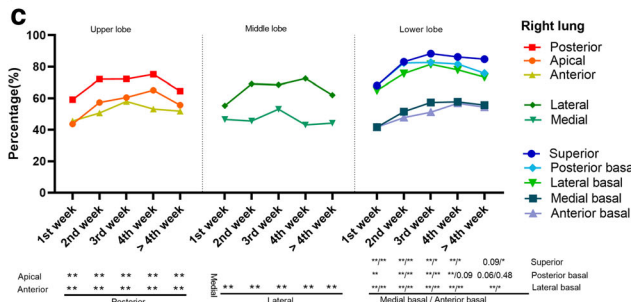 C
Upper lobe
Middle lobe
Lower lobe
Right lung
Percentage(%)
100
80
60
40
20
0
Posterior
Apical
Anterior
Lateral
Medial
Superior
Posterior basal
Lateral basal
Medial basal
Anterior basal
1st week 2nd week 3rd week 4th week > 4th week
1st week 2nd week 3rd week 4th week > 4th week
1st week 2nd week 3rd week 4th week > 4th week
Apical ** ** ** ** **
Anterior ** ** ** ** **
Posterior
Medial
** ** ** ** **
Lateral
**/** **/** **/* **/* 0.09/* Superior
** **/** **/** **/0.09 0.06/0.48 Posterior basal
**/** **/** **/** **/** **/* Lateral basal
Medial basal / Anterior basal